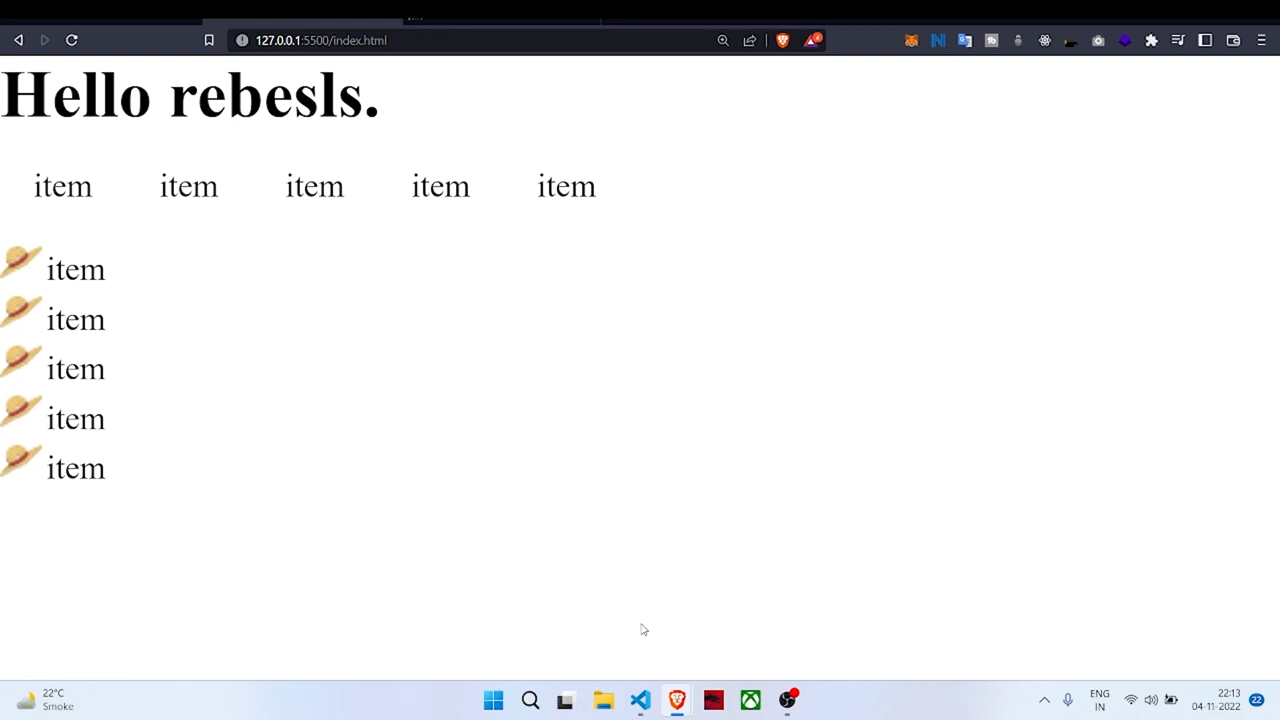 127.0.0.1:5500/index.html
4
Hello rebesls.
item item item item item
item
item
item
item
item
22°C
Smoke
ENG
IN
22:13
04-11-2022
22